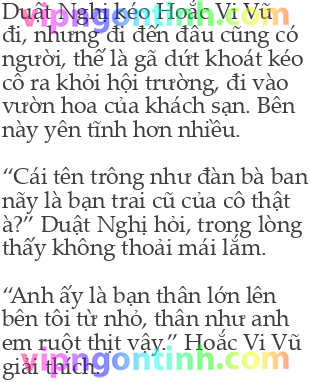 Duật Nghị kéo Hoắc Vi Vũ
đi, nhưng đi đến đâu cũng có
người, thế là gã dứt khoát kéo
cô ra khỏi hội trường, đi vào
vườn hoa của khách sạn. Bên
này yên tĩnh hơn nhiều.
“Cái tên trông như đàn bà ban
nãy là bạn trai cũ của cô thật
à?” Duật Nghị hỏi, trong lòng
thấy không thoải mái lắm.
“Anh ấy là bạn thân lớn lên
bên tôi từ nhỏ, thân như anh
em ruột thịt vậy.” Hoắc Vi Vũ
giải thích.
vipngontinh.com
vipngontinh.com